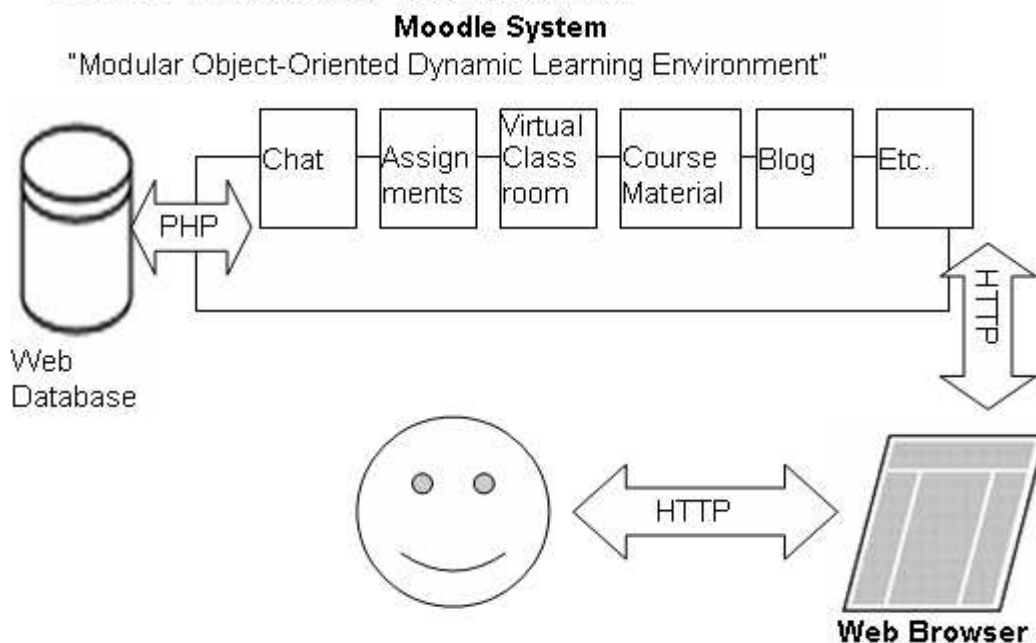 Moodle System
"Modular Object-Oriented Dynamic Learning Environment"
Chat
Assign
ments
Virtual
Class
room
Course
Material
Blog
Etc.
PHP
HTTP
Web
Database
HTTP
Web Browser